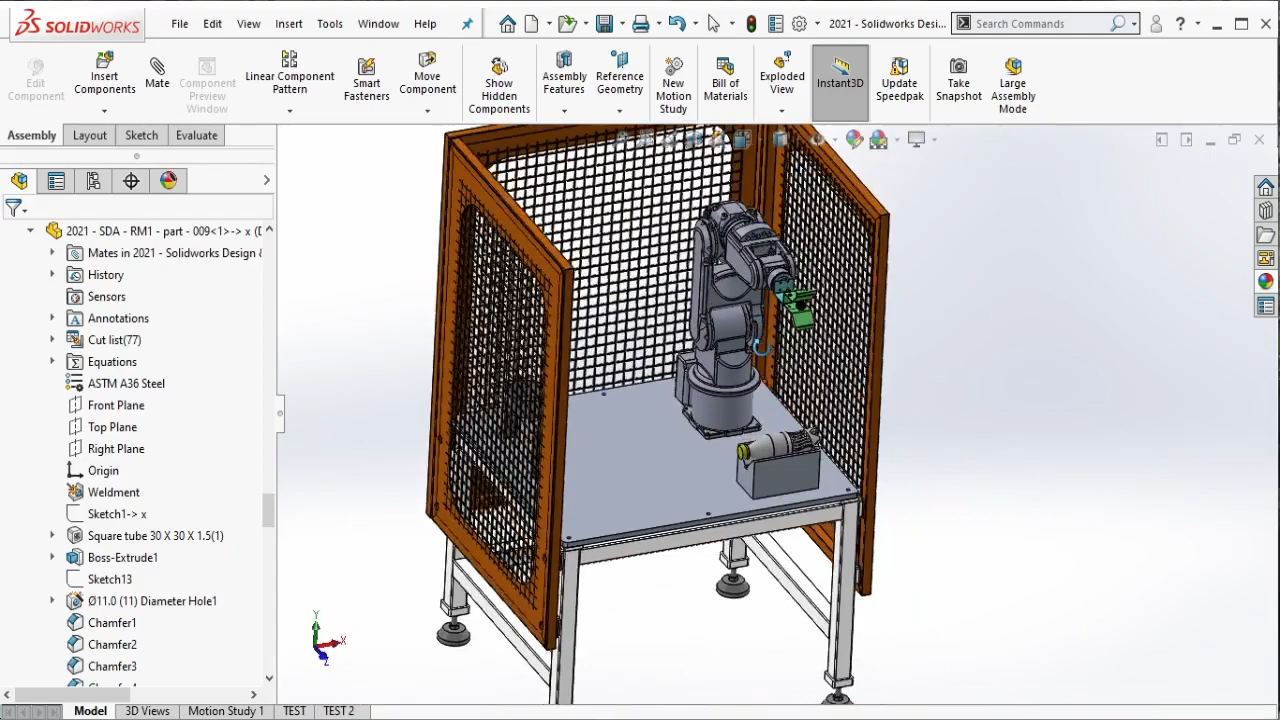 SOLIDWORKS File Edit View Insert Tools Window Help 2021 - Solidworks Desi... Search Commands ?
Edit Component
Insert Components
Mate
Component Preview Window
Linear Component Pattern
Smart Fasteners
Move Component
Show Hidden Components
Assembly Features
Reference Geometry
New Motion Study
Bill of Materials
Exploded View
Instant3D
Update Speedpak
Take Snapshot
Large Assembly Mode
Assembly Layout Sketch Evaluate
2021 - SDA - RM1 - part - 009<1>-> x (D
Mates in 2021 - Solidworks Design &
History
Sensors
Annotations
Cut list(77)
Equations
ASTM A36 Steel
Front Plane
Top Plane
Right Plane
Origin
Weldment
Sketch1-> x
Square tube 30 X 30 X 1.5(1)
Boss-Extrude1
Sketch13
Ø11.0 (11) Diameter Hole1
Chamfer1
Chamfer2
Chamfer3
Y
X
Z
Model 3D Views Motion Study 1 TEST TEST 2